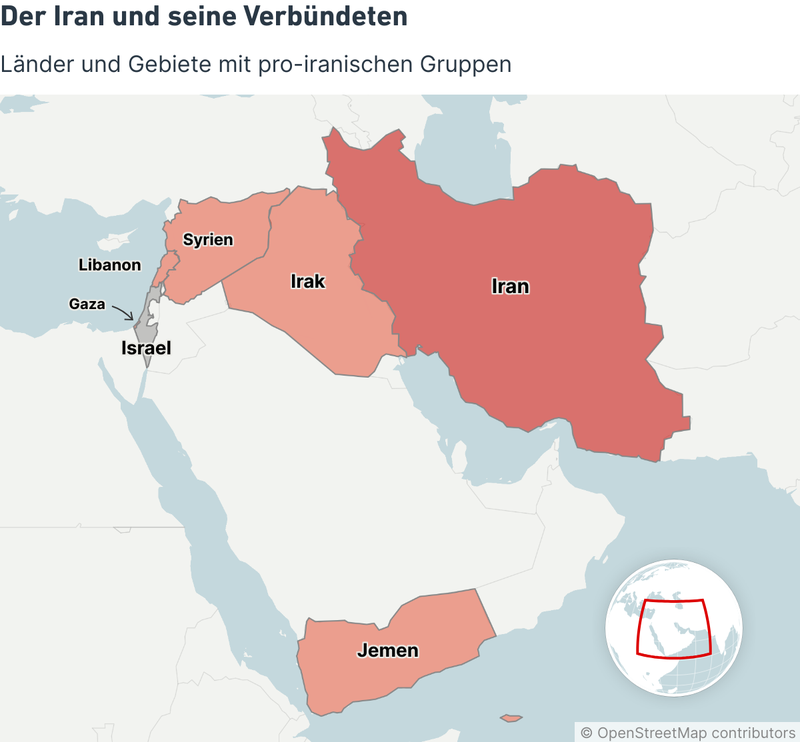 Der Iran und seine Verbündeten
Länder und Gebiete mit pro-iranischen Gruppen
Syrien
Libanon
Irak
Iran
Gaza
Israel
Jemen
© OpenStreetMap contributors